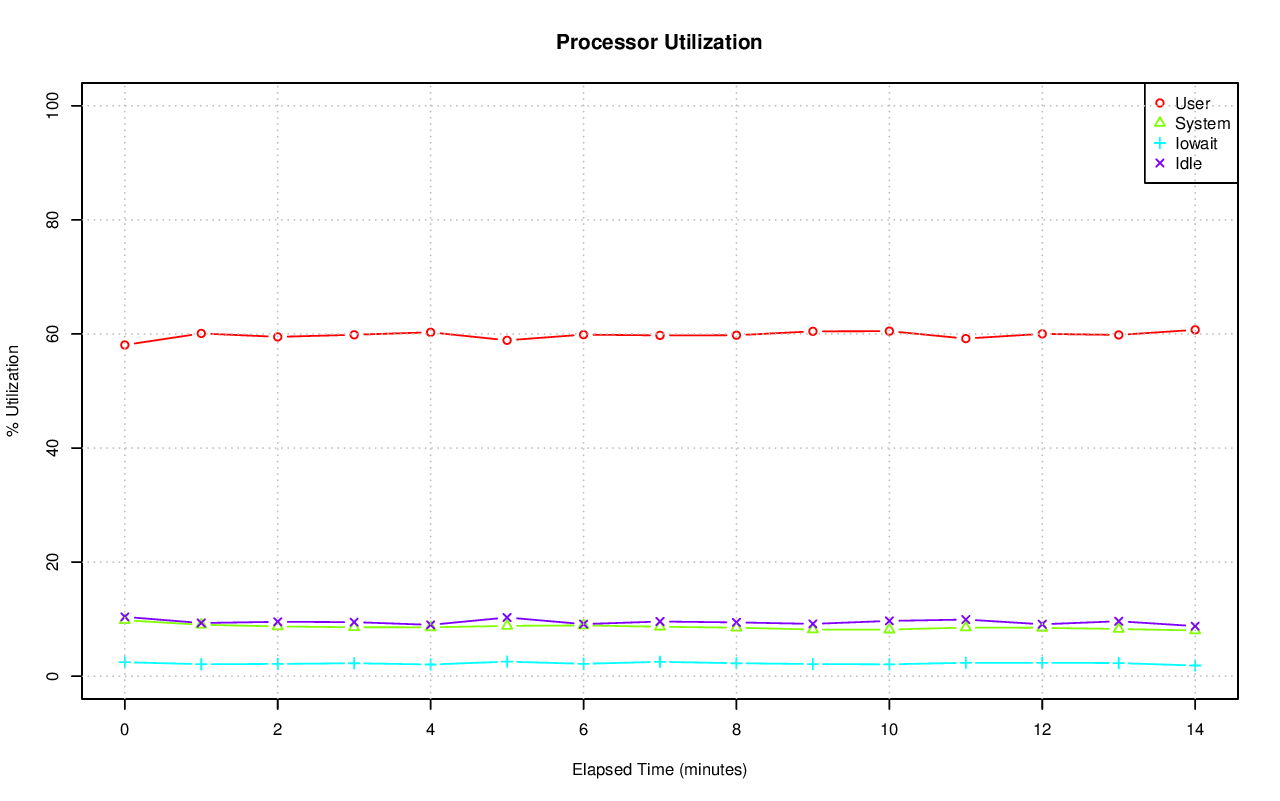 Processor Utilization
100
80
60
40
20
0
% Utilization
User
System
Iowait
Idle
0 2 4 6 8 10 12 14
Elapsed Time (minutes)